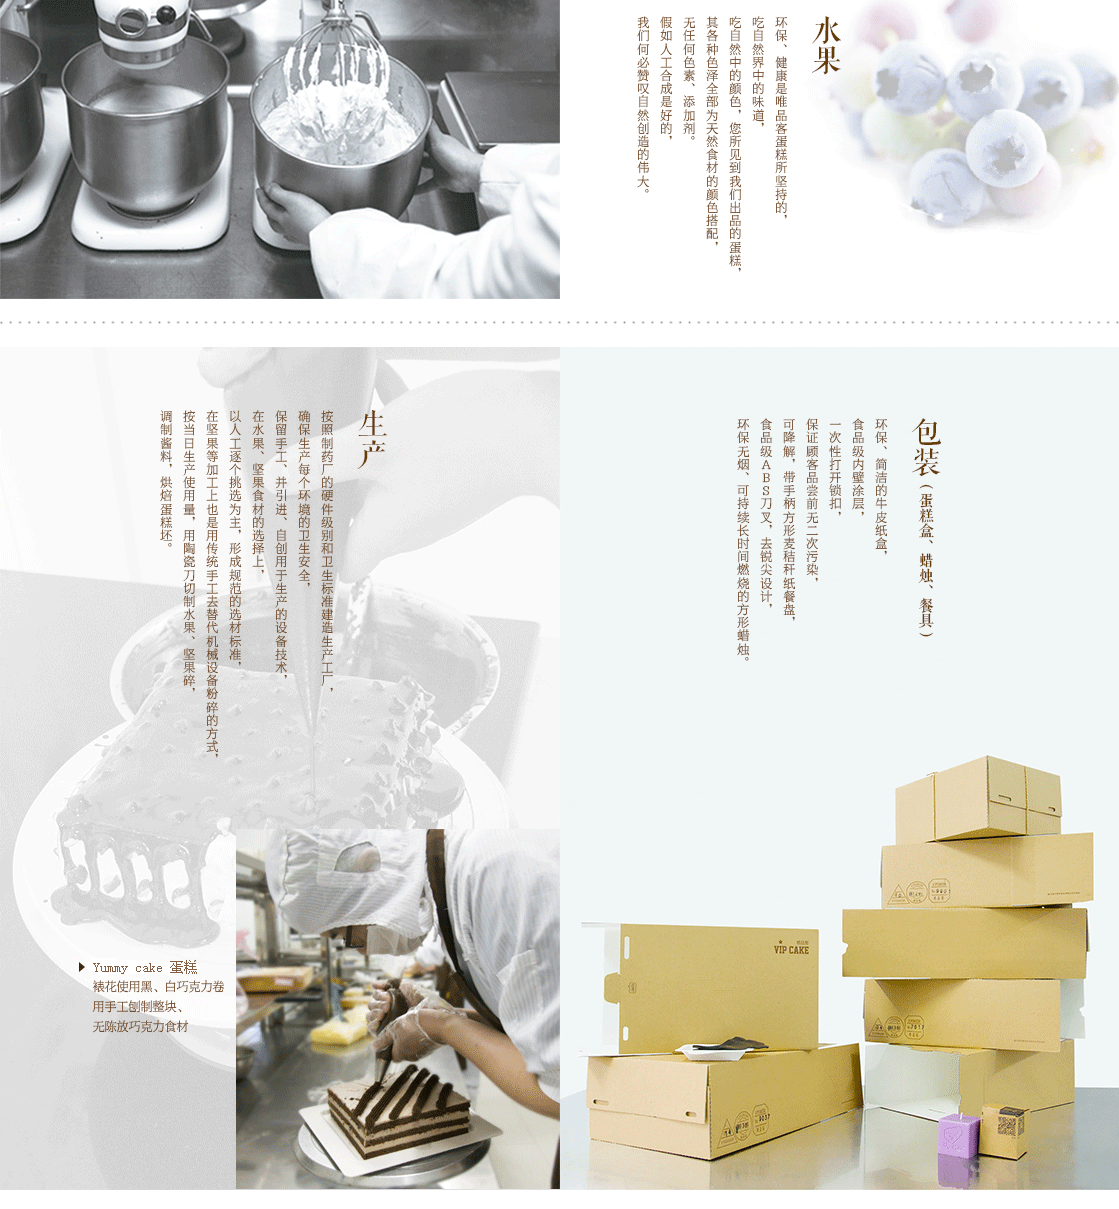 水果
环保、健康是唯品客蛋糕所坚持的，
吃自然界中的味道，
吃自然中的颜色，您所见到我们出品的蛋糕，
其各种色泽全部为天然食材的颜色搭配，
无任何色素、添加剂。
假如人工合成是好的，
我们何必赞叹自然创造的伟大。
生产
按照制药厂的硬件级别和卫生标准建造生产工厂，
确保生产每个环境的卫生安全，
保留手工、并引进、自创用于生产的设备技术，
在水果、坚果食材的选择上，
以人工逐个挑选为主，形成规范的选材标准，
在坚果等加工上也是用传统手工去替代机械设备粉碎的方式，
按当日生产使用量，用陶瓷刀切制水果、坚果碎，
调制酱料，烘焙蛋糕坯。
Yummy cake 蛋糕
裱花使用黑、白巧克力卷
用手工刨制整块、
无陈放巧克力食材
包装（蛋糕盒、蜡烛、餐具）
环保、简洁的牛皮纸盒，
食品级内壁涂层，
一次性打开锁扣，
保证顾客品尝前无二次污染，
可降解，带手柄方形麦秸秆纸餐盘，
食品级ABS刀叉，去锐尖设计，
环保无烟、可持续长时间燃烧的方形蜡烛。
VIP CAKE